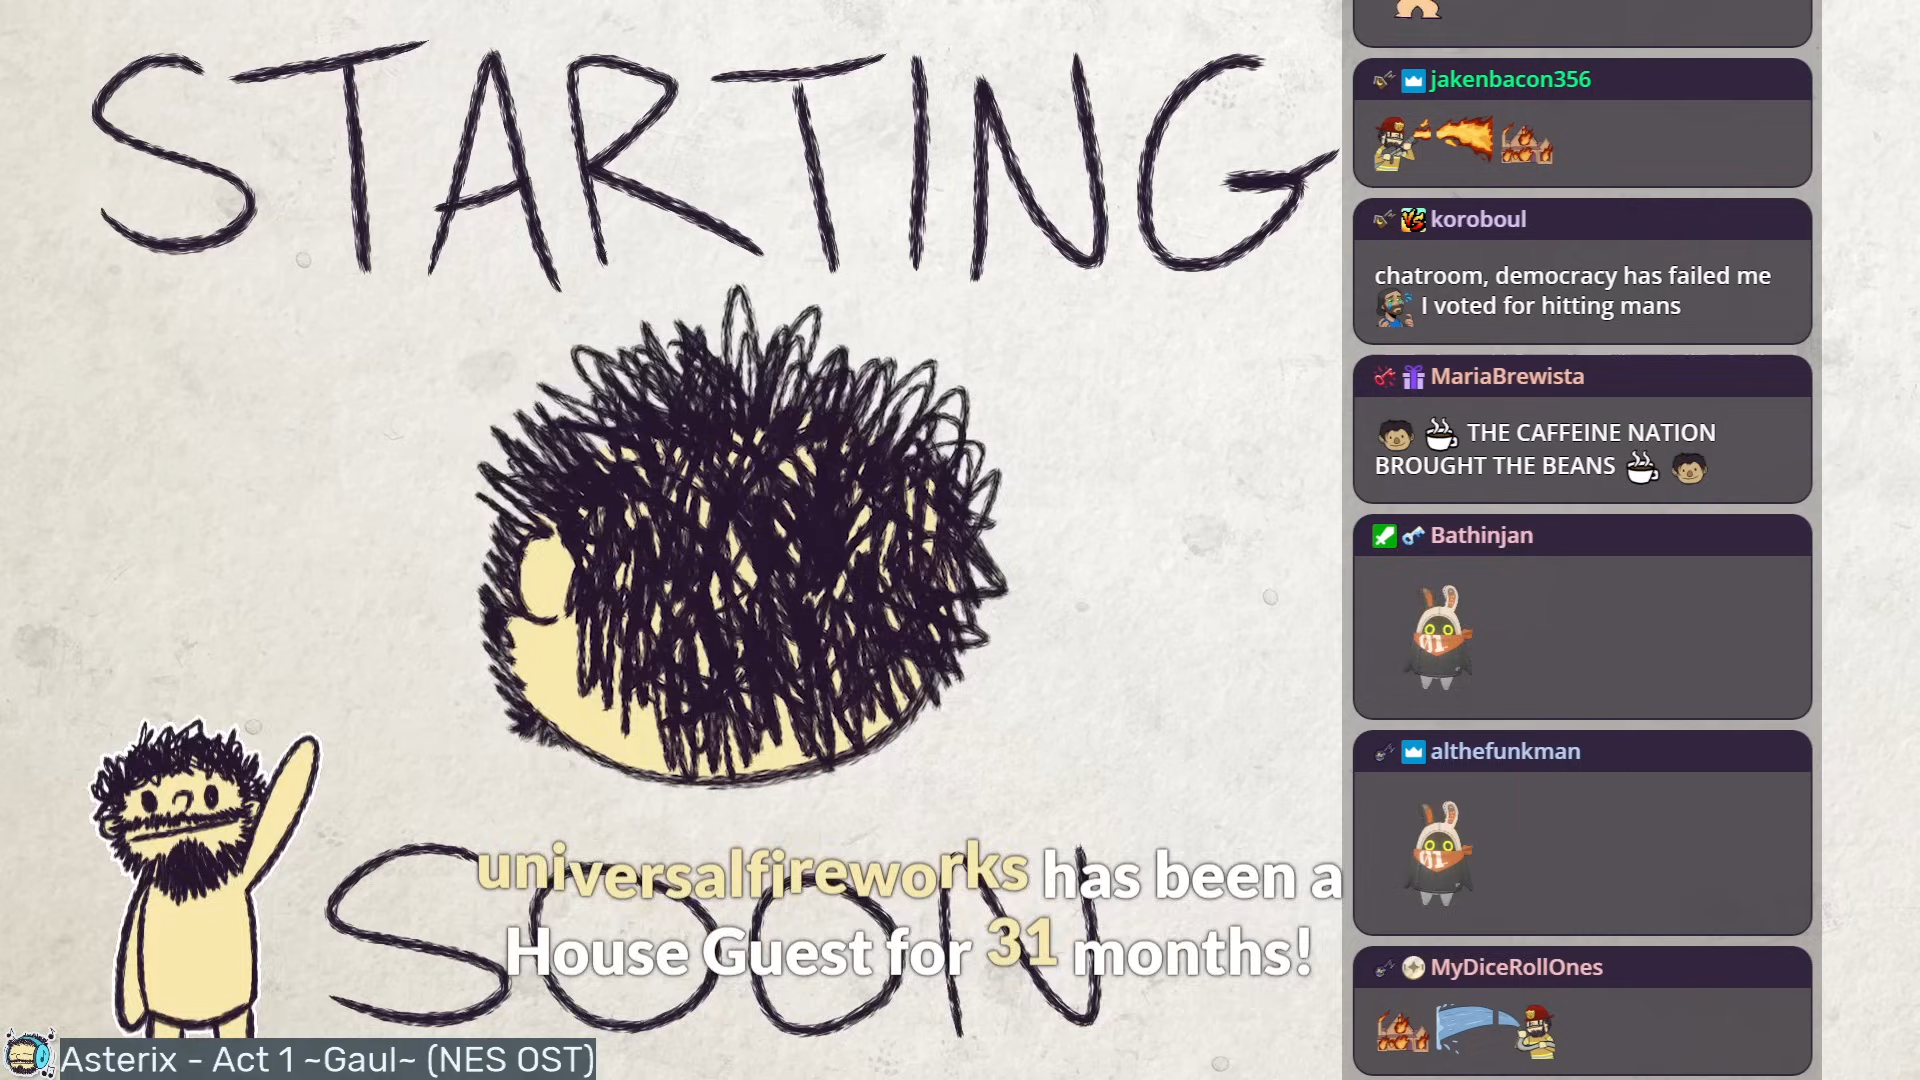 STARTING
SOON
universalfireworks has been a
House Guest for 31 months!
Asterix - Act 1 ~Gaul~ (NES OST)
jakenbacon356
koroboul
chatroom, democracy has failed me
I voted for hitting mans
MariaBrewista
THE CAFFEINE NATION
BROUGHT THE BEANS
Bathinjan
althefunkman
MyDiceRollOnes